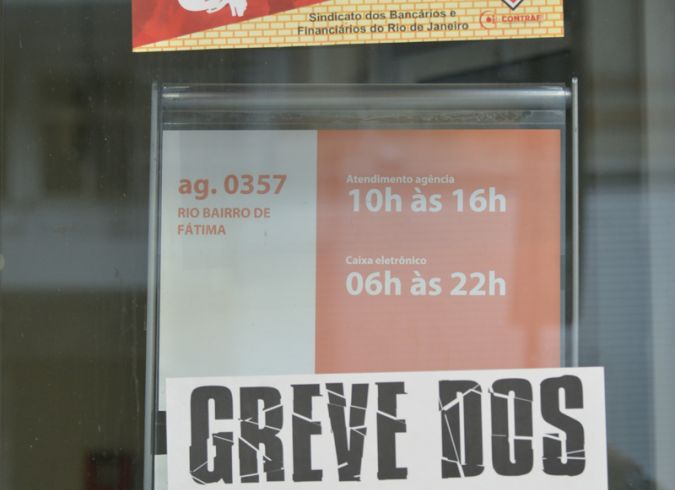 Sindicato dos Bancários e
Financiários do Rio de Janeiro
CONTRAF
ag. 0357
RIO BAIRRO DE
FÁTIMA
Atendimento agência
10h às 16h
Caixa eletrônico
06h às 22h
GREVE DOS